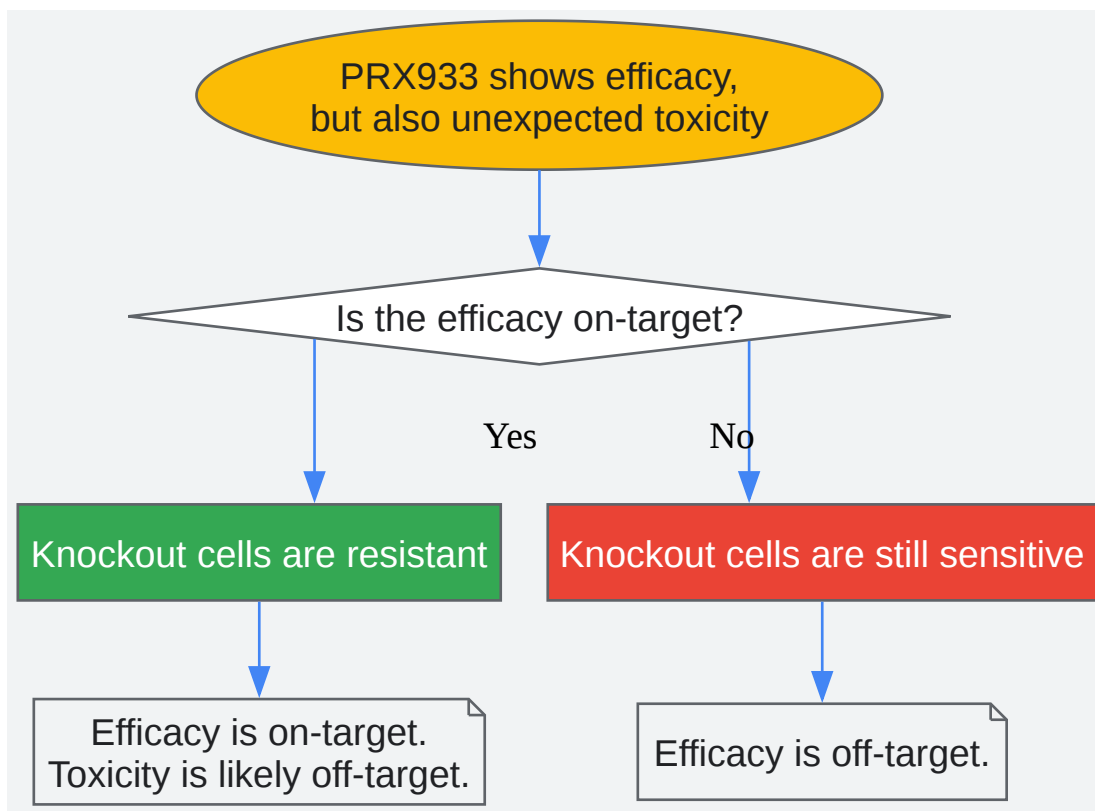 PRX933 shows efficacy,
but also unexpected toxicity
Is the efficacy on-target?
Yes
No
Knockout cells are resistant
Knockout cells are still sensitive
Efficacy is on-target.
Toxicity is likely off-target.
Efficacy is off-target.